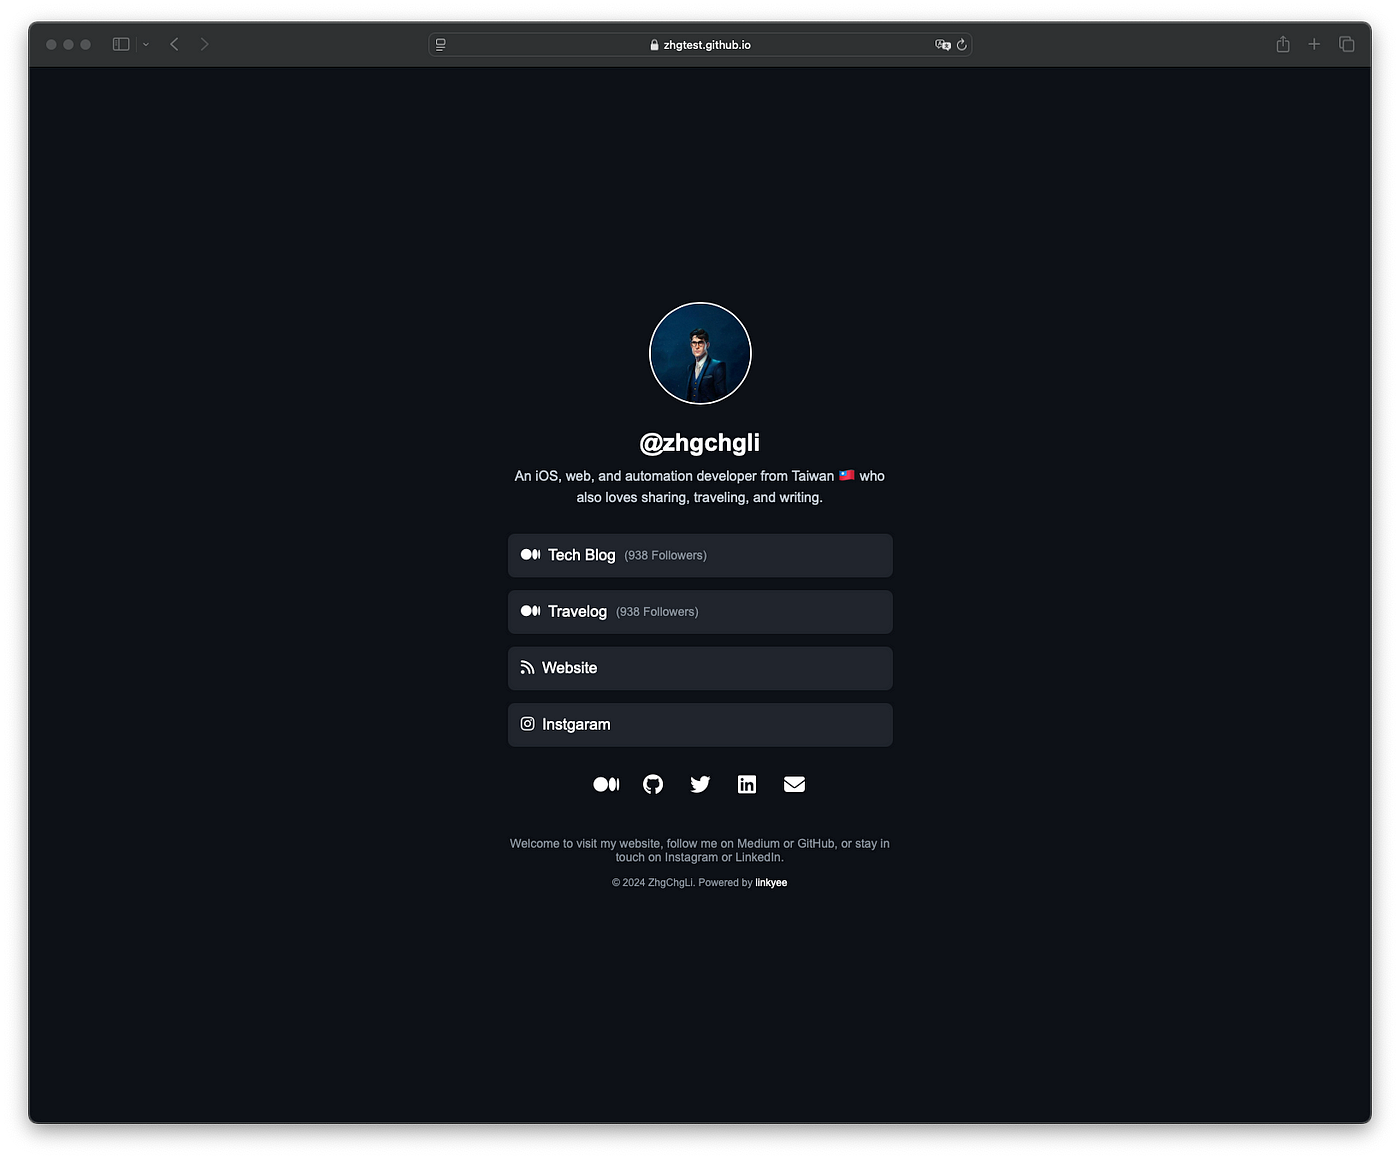 zhgtest.github.io
@zhgchgli
An iOS, web, and automation developer from Taiwan 🇹🇼 who
also loves sharing, traveling, and writing.
Tech Blog (938 Followers)
Travelog (938 Followers)
Website
Instgaram
Welcome to visit my website, follow me on Medium or GitHub, or stay in
touch on Instagram or LinkedIn.
© 2024 ZhgChgLi. Powered by linkyee